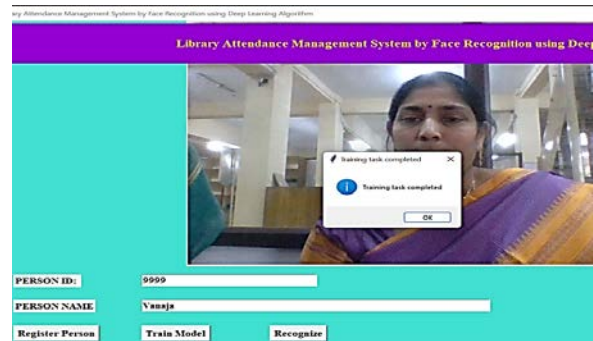 ary Attendance Management System by Face Recognition using Deep Learning Algorithm
Library Attendance Management System by Face Recognition using Deep
Training task completed
Training task completed
OK
PERSON ID:
9999
PERSON NAME
Vanaja
Register Person
Train Model
Recognize